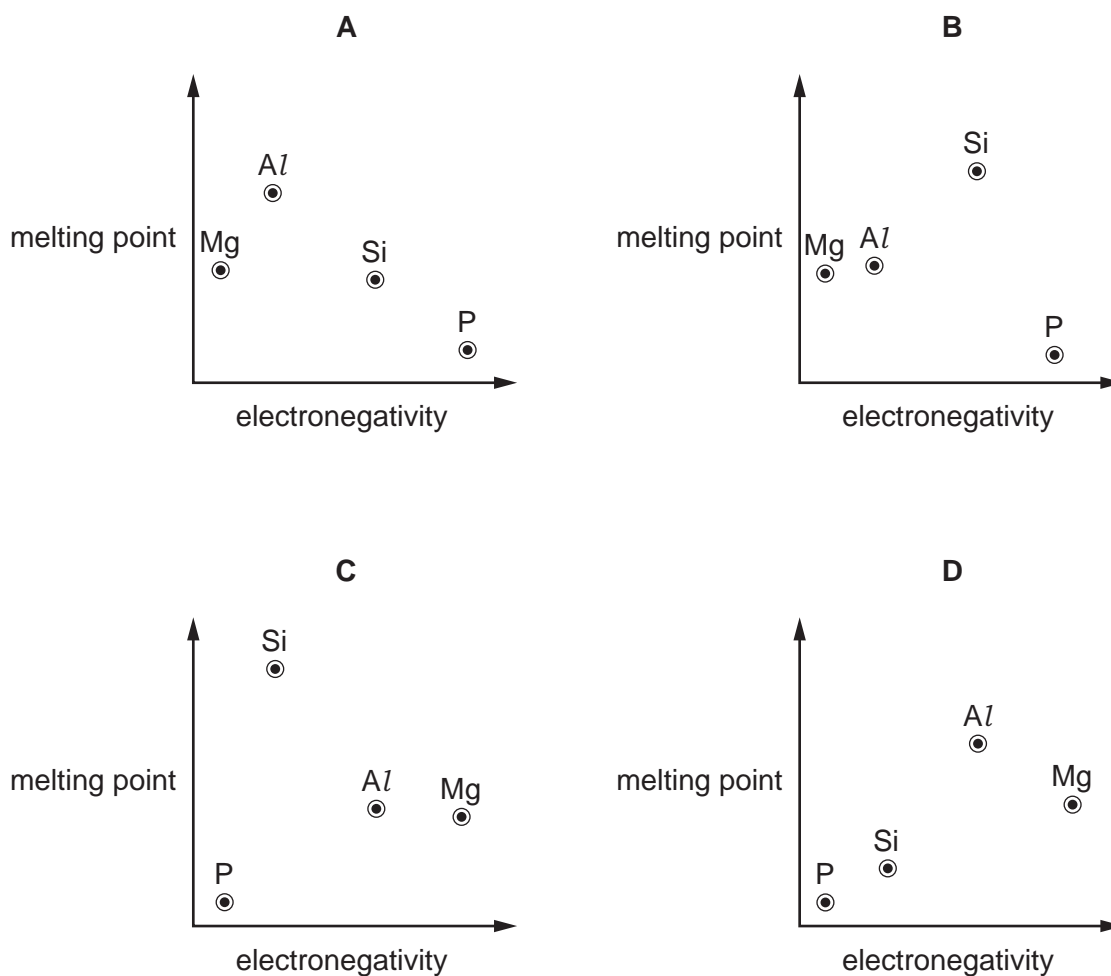 A
melting point
Mg
Al
Si
P
electronegativity
B
melting point
Mg
Al
Si
P
electronegativity
C
melting point
P
Si
Al
Mg
electronegativity
D
melting point
P
Si
Al
Mg
electronegativity